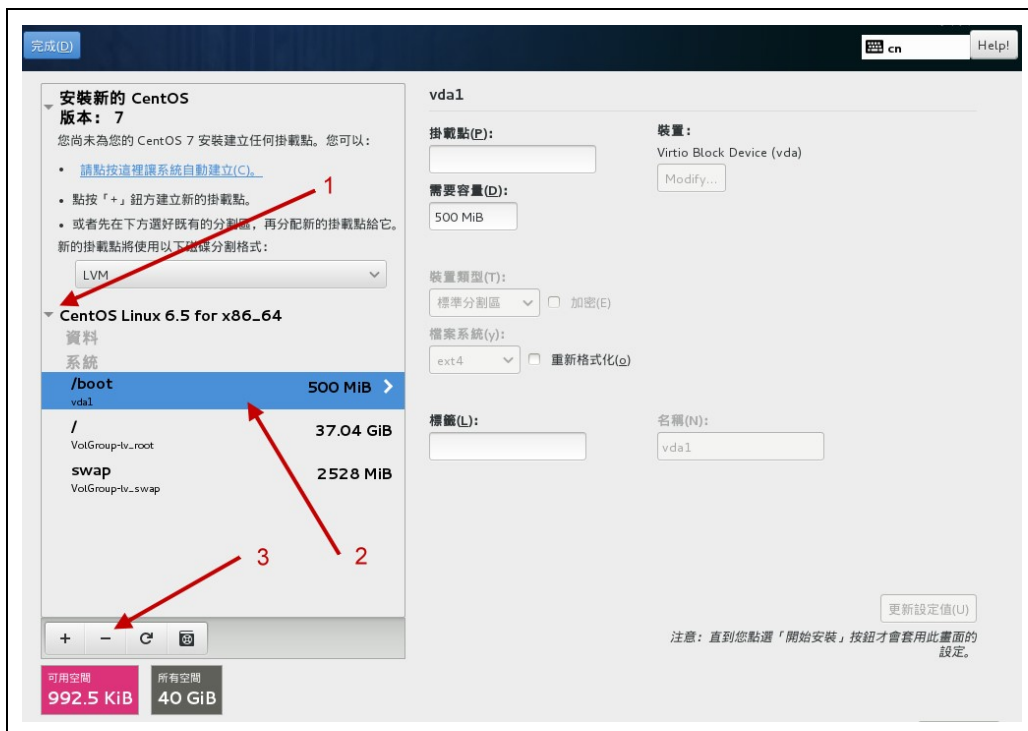 完成(D)
cn
Help!
安裝新的 CentOS
版本: 7
您尚未為您的 CentOS 7 安裝建立任何掛載點。您可以:
• 請點按這裡讓系統自動建立(C)。
• 點按「+」鈕方建立新的掛載點。
• 或者先在下方選好既有的分割區，再分配新的掛載點給它。
新的掛載點將使用以下磁碟分割格式:
LVM
1
CentOS Linux 6.5 for x86_64
資料
系統
/boot 500 MiB
vda1
/ 37.04 GiB
VolGroup-lv_root
swap 2528 MiB
VolGroup-lv_swap
3
2
+ -
可用空間
992.5 KiB
所有空間
40 GiB
vda1
掛載點(P):
裝置:
Virtio Block Device (vda)
Modify...
需要容量(D):
500 MiB
裝置類型(T):
標準分割區
加密(E)
檔案系統(y):
ext4
重新格式化(o)
標籤(L):
名稱(N):
vda1
更新設定值(U)
注意: 直到您點選「開始安裝」按鈕才會套用此畫面的
設定。